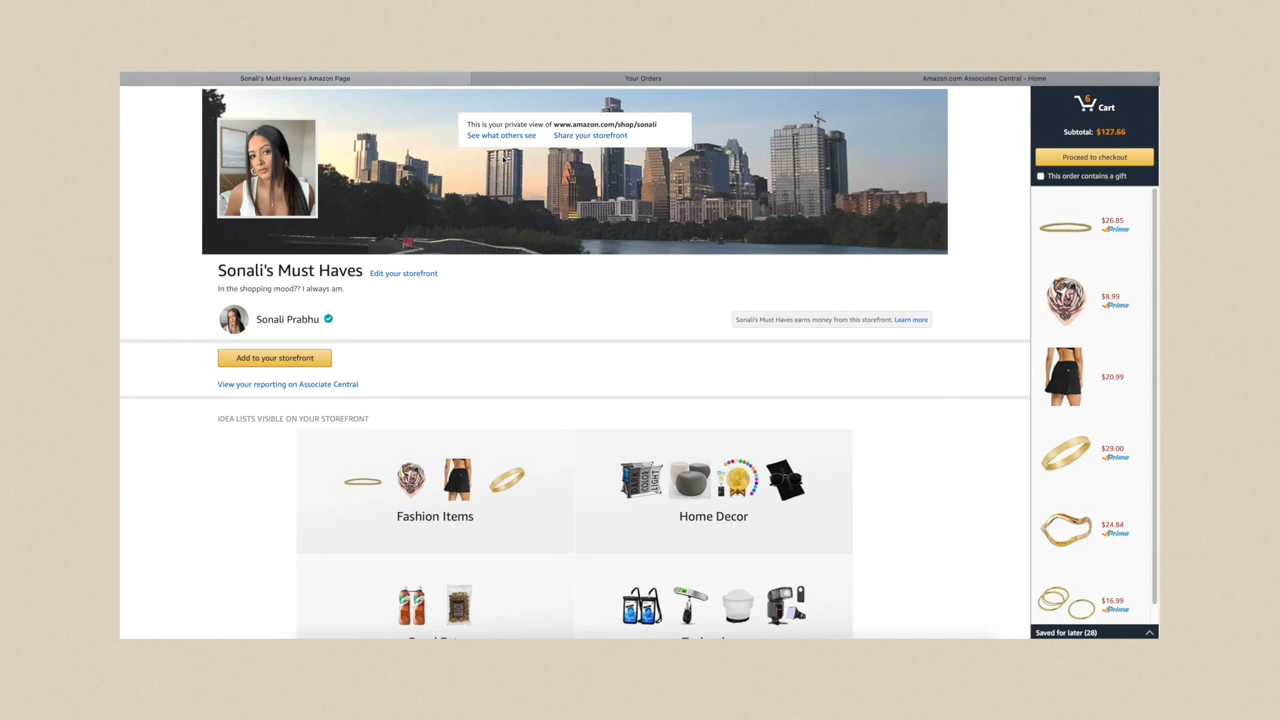 Sonali's Must Haves's Amazon Page
Your Orders
Amazon.com Associates Central - Home
This is your private view of www.amazon.com/shop/sonali
See what others see
Share your storefront
6
Cart
Subtotal: $127.66
Proceed to checkout
This order contains a gift
Sonali's Must Haves
Edit your storefront
In the shopping mood?? I always am.
Sonali Prabhu
Sonali's Must Haves earns money from this storefront. Learn more
Add to your storefront
View your reporting on Associate Central
IDEA LISTS VISIBLE ON YOUR STOREFRONT
Fashion Items
Home Decor
DARK COLOR LIGHT
$26.85
Prime
$8.99
Prime
$20.99
$29.00
Prime
$24.84
Prime
$16.99
Prime
Saved for later (28)